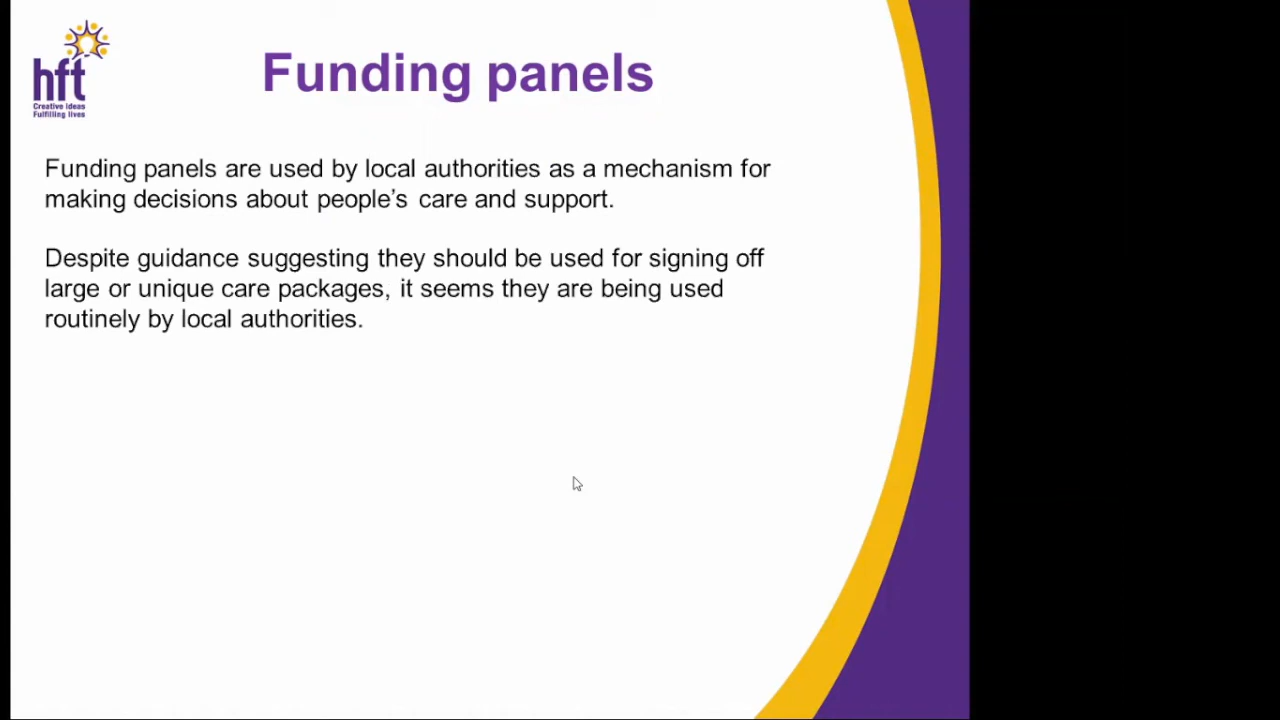 hft
Creative ideas
Fulfilling lives
Funding panels
Funding panels are used by local authorities as a mechanism for
making decisions about people’s care and support.
Despite guidance suggesting they should be used for signing off
large or unique care packages, it seems they are being used
routinely by local authorities.